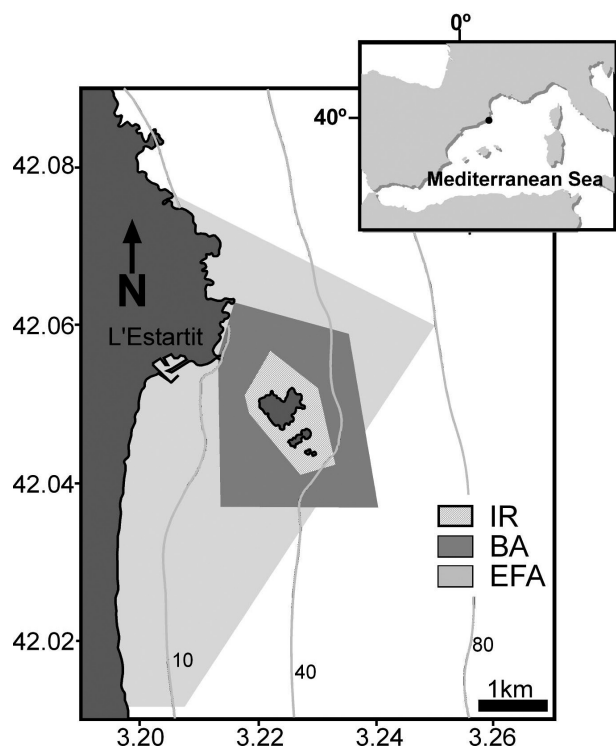 0º
40º
Mediterranean Sea
42.08
N
42.06
L'Estartit
42.04
IR
BA
EFA
42.02
10
40
80
1km
3.20
3.22
3.24
3.26